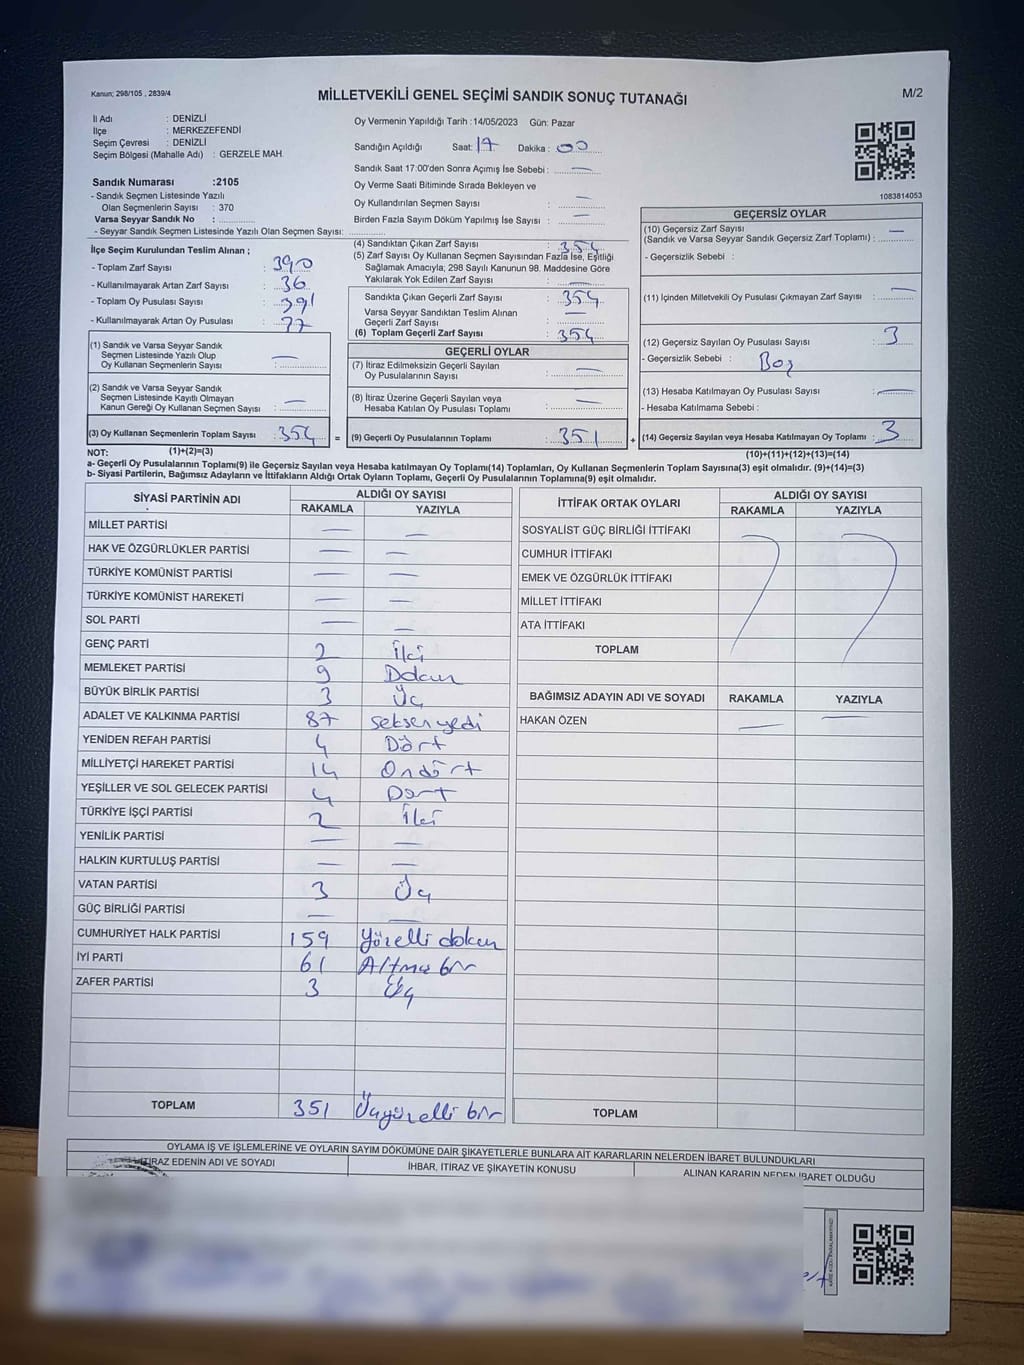 Kanun; 298/105 , 2839/4
MİLLETVEKİLİ GENEL SEÇİMİ SANDIK SONUÇ TUTANAĞI
M/2
İl Adı : DENİZLİ
İlçe : MERKEZEFENDİ
Seçim Çevresi : DENİZLİ
Seçim Bölgesi (Mahalle Adı) : GERZELE MAH.
Sandık Numarası :2105
- Sandık Seçmen Listesinde Yazılı
Olan Seçmenlerin Sayısı : 370
Varsa Seyyar Sandık No :
- Seyyar Sandık Seçmen Listesinde Yazılı Olan Seçmen Sayısı:
Oy Vermenin Yapıldığı Tarih :14/05/2023 Gün: Pazar
Sandığın Açıldığı Saat: 17 Dakika : 00
Sandık Saat 17:00'den Sonra Açımış İse Sebebi : —
Oy Verme Saati Bitiminde Sırada Bekleyen ve
Oy Kullandırılan Seçmen Sayısı : —
Birden Fazla Sayım Döküm Yapılmış İse Sayısı : —
1083814053
İlçe Seçim Kurulundan Teslim Alınan ;
- Toplam Zarf Sayısı : 390
- Kullanılmayarak Artan Zarf Sayısı : 36
- Toplam Oy Pusulası Sayısı : 391
- Kullanılmayarak Artan Oy Pusulası : 37
(1) Sandık ve Varsa Seyyar Sandık
Seçmen Listesinde Yazılı Olup
Oy Kullanan Seçmenlerin Sayısı : —
(2) Sandık ve Varsa Seyyar Sandık
Seçmen Listesinde Kayıtlı Olmayan
Kanun Gereği Oy Kullanan Seçmen Sayısı : —
(3) Oy Kullanan Seçmenlerin Toplam Sayısı : 354
(4) Sandıktan Çıkan Zarf Sayısı : 354
(5) Zarf Sayısı Oy Kullanan Seçmen Sayısından Fazla İse, Eşitliği
Sağlamak Amacıyla; 298 Sayılı Kanunun 98. Maddesine Göre
Yakılarak Yok Edilen Zarf Sayısı : —
Sandıkta Çıkan Geçerli Zarf Sayısı : 354
Varsa Seyyar Sandıktan Teslim Alınan
Geçerli Zarf Sayısı : —
(6) Toplam Geçerli Zarf Sayısı : 354
GEÇERLİ OYLAR
(7) İtiraz Edilmeksizin Geçerli Sayılan
Oy Pusulalarının Sayısı : —
(8) İtiraz Üzerine Geçerli Sayılan veya
Hesaba Katılan Oy Pusulası Toplamı : —
= (9) Geçerli Oy Pusulalarının Toplamı : 351
GEÇERSİZ OYLAR
(10) Geçersiz Zarf Sayısı
(Sandık ve Varsa Seyyar Sandık Geçersiz Zarf Toplamı) : —
- Geçersizlik Sebebi :
(11) İçinden Milletvekili Oy Pusulası Çıkmayan Zarf Sayısı : —
(12) Geçersiz Sayılan Oy Pusulası Sayısı : 3
- Geçersizlik Sebebi : Boş
(13) Hesaba Katılmayan Oy Pusulası Sayısı : —
- Hesaba Katılmama Sebebi :
+ (14) Geçersiz Sayılan veya Hesaba Katılmayan Oy Toplamı : 3
NOT: (1)+(2)=(3)
(10)+(11)+(12)+(13)=(14)
a- Geçerli Oy Pusulalarının Toplamı(9) ile Geçersiz Sayılan veya Hesaba katılmayan Oy Toplamı(14) Toplamları, Oy Kullanan Seçmenlerin Toplam Sayısına(3) eşit olmalıdır. (9)+(14)=(3)
b- Siyasi Partilerin, Bağımsız Adayların ve İttifakların Aldığı Ortak Oyların Toplamı, Geçerli Oy Pusulalarının Toplamına(9) eşit olmalıdır.
SİYASİ PARTİNİN ADI ALDIĞI OY SAYISI
RAKAMLA YAZIYLA
MİLLET PARTİSİ — —
HAK VE ÖZGÜRLÜKLER PARTİSİ — —
TÜRKİYE KOMÜNİST PARTİSİ — —
TÜRKİYE KOMÜNİST HAREKETİ — —
SOL PARTİ — —
GENÇ PARTİ 2 İki
MEMLEKET PARTİSİ 9 Dokuz
BÜYÜK BİRLİK PARTİSİ 3 Üç
ADALET VE KALKINMA PARTİSİ 87 Seksenyedi
YENİDEN REFAH PARTİSİ 4 Dört
MİLLİYETÇİ HAREKET PARTİSİ 14 Ondört
YEŞİLLER VE SOL GELECEK PARTİSİ 4 Dört
TÜRKİYE İŞÇİ PARTİSİ 2 İki
YENİLİK PARTİSİ — —
HALKIN KURTULUŞ PARTİSİ — —
VATAN PARTİSİ 3 Üç
GÜÇ BİRLİĞİ PARTİSİ — —
CUMHURİYET HALK PARTİSİ 159 Yüzelli dokuz
İYİ PARTİ 61 Altmış bir
ZAFER PARTİSİ 3 Üç
TOPLAM 351 Üçyüzelli bir
İTTİFAK ORTAK OYLARI ALDIĞI OY SAYISI
RAKAMLA YAZIYLA
SOSYALİST GÜÇ BİRLİĞİ İTTİFAKI
CUMHUR İTTİFAKI
EMEK VE ÖZGÜRLÜK İTTİFAKI
MİLLET İTTİFAKI
ATA İTTİFAKI
TOPLAM
BAĞIMSIZ ADAYIN ADI VE SOYADI RAKAMLA YAZIYLA
HAKAN ÖZEN — —
TOPLAM
OYLAMA İŞ VE İŞLEMLERİNE VE OYLARIN SAYIM DÖKÜMÜNE DAİR ŞİKAYETLERLE BUNLARA AİT KARARLARIN NELERDEN İBARET BULUNDUKLARI
İTİRAZ EDENİN ADI VE SOYADI İHBAR, İTİRAZ VE ŞİKAYETİN KONUSU ALINAN KARARIN NEDEN İBARET OLDUĞU